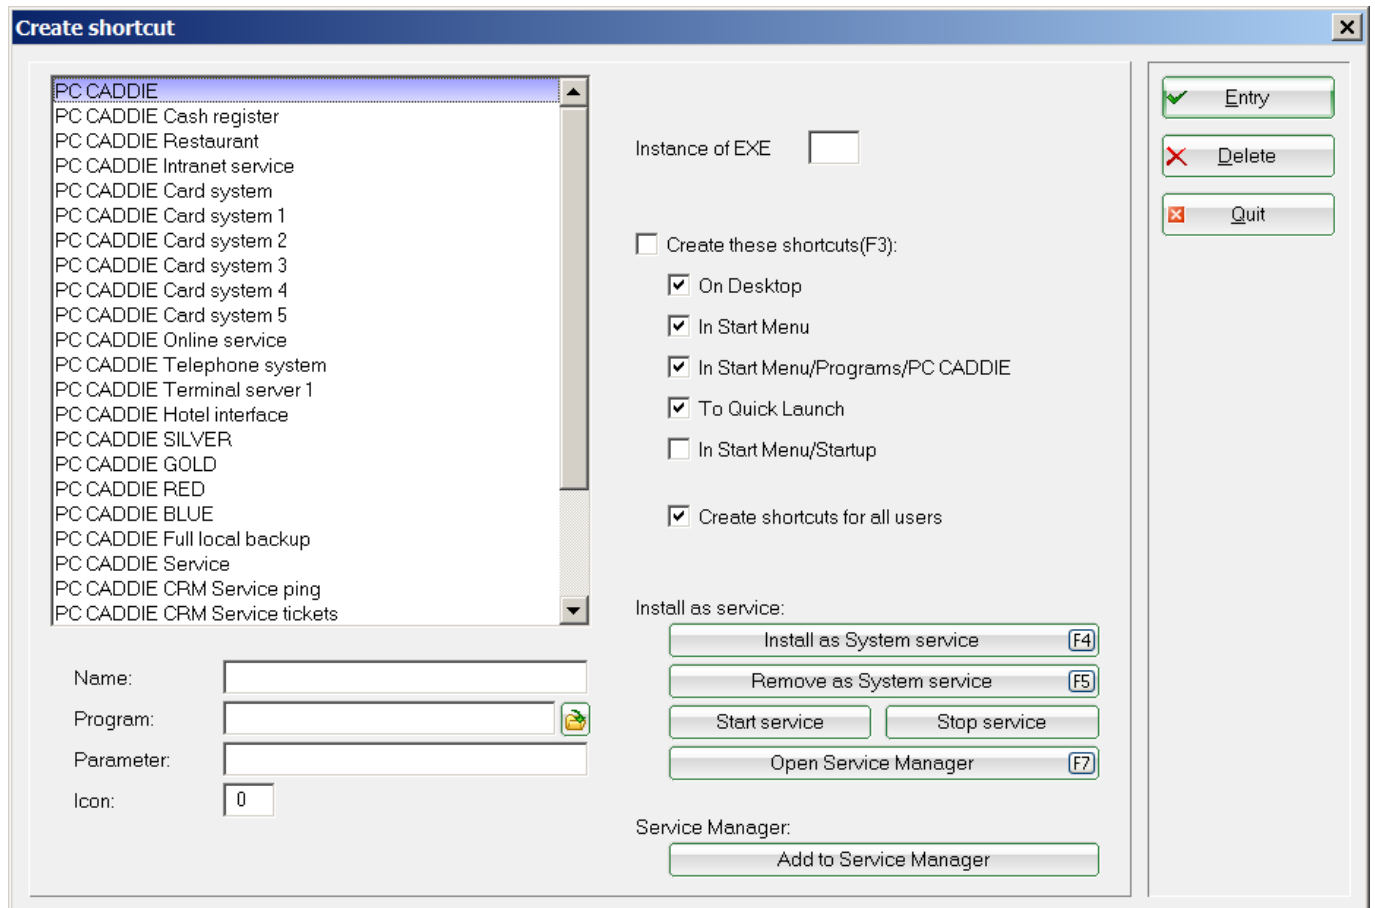 Create shortcut
PC CADDIE
PC CADDIE Cash register
PC CADDIE Restaurant
PC CADDIE Intranet service
PC CADDIE Card system
PC CADDIE Card system 1
PC CADDIE Card system 2
PC CADDIE Card system 3
PC CADDIE Card system 4
PC CADDIE Card system 5
PC CADDIE Online service
PC CADDIE Telephone system
PC CADDIE Terminal server 1
PC CADDIE Hotel interface
PC CADDIE SILVER
PC CADDIE GOLD
PC CADDIE RED
PC CADDIE BLUE
PC CADDIE Full local backup
PC CADDIE Service
PC CADDIE CRM Service ping
PC CADDIE CRM Service tickets
Name:
Program:
Parameter:
Icon: 0
Instance of EXE
Create these shortcuts(F3):
On Desktop
In Start Menu
In Start Menu/Programs/PC CADDIE
To Quick Launch
In Start Menu/Startup
Create shortcuts for all users
Install as service:
Install as System service F4
Remove as System service F5
Start service Stop service
Open Service Manager F7
Service Manager:
Add to Service Manager
Entry
Delete
Quit